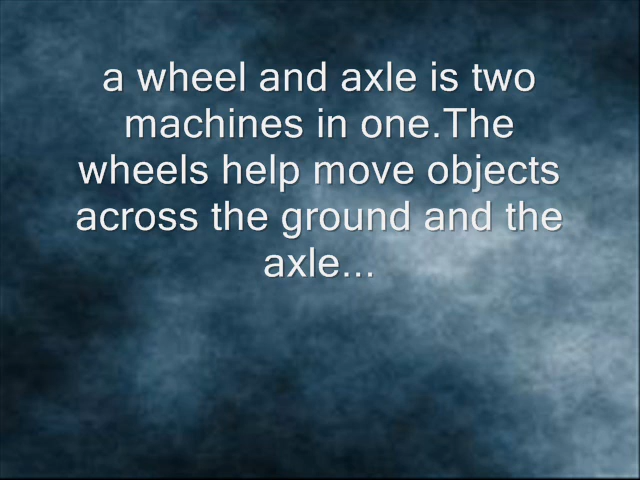 a wheel and axle is two
machines in one.The
wheels help move objects
across the ground and the
axle...